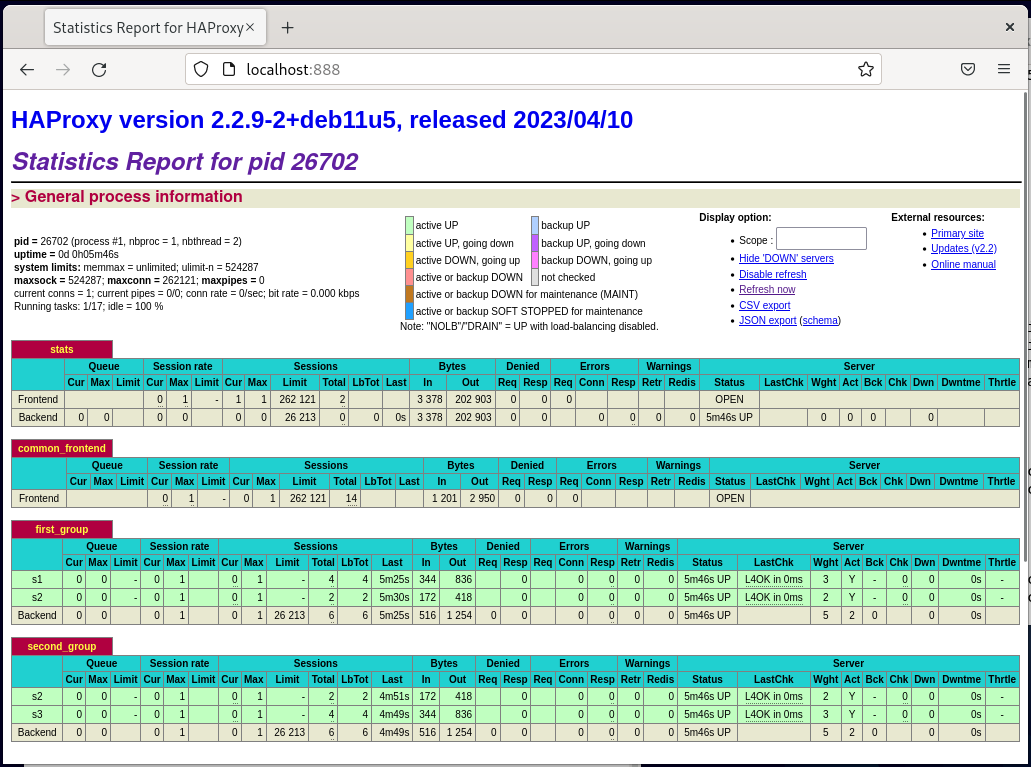 Statistics Report for HAProxy
localhost:888
HAProxy version 2.2.9-2+deb11u5, released 2023/04/10
Statistics Report for pid 26702
> General process information
pid = 26702 (process #1, nbproc = 1, nbthread = 2)
uptime = 0d 0h05m46s
system limits: memmax = unlimited; ulimit-n = 524287
maxsock = 524287; maxconn = 262121; maxpipes = 0
current conns = 1; current pipes = 0/0; conn rate = 0/sec; bit rate = 0.000 kbps
Running tasks: 1/17; idle = 100 %
active UP backup UP
active UP, going down backup UP, going down
active DOWN, going up backup DOWN, going up
active or backup DOWN not checked
active or backup DOWN for maintenance (MAINT)
active or backup SOFT STOPPED for maintenance
Note: "NOLB"/"DRAIN" = UP with load-balancing disabled.
Display option:
• Scope :
• Hide 'DOWN' servers
• Disable refresh
• Refresh now
• CSV export
• JSON export (schema)
External resources:
• Primary site
• Updates (v2.2)
• Online manual
stats
Queue Session rate Sessions Bytes Denied Errors Warnings Server
Cur Max Limit Cur Max Limit Cur Max Limit Total LbTot Last In Out Req Resp Req Conn Resp Retr Redis Status LastChk Wght Act Bck Chk Dwn Dwntme Thrtle
Frontend 0 1 - 1 1 262 121 2 3 378 202 903 0 0 0 OPEN
Backend 0 0 0 0 0 0 26 213 0 0 0s 3 378 202 903 0 0 0 0 0 0 5m46s UP 0 0 0 0
common_frontend
Queue Session rate Sessions Bytes Denied Errors Warnings Server
Cur Max Limit Cur Max Limit Cur Max Limit Total LbTot Last In Out Req Resp Req Conn Resp Retr Redis Status LastChk Wght Act Bck Chk Dwn Dwntme Thrtle
Frontend 0 1 - 0 1 262 121 14 1 201 2 950 0 0 0 OPEN
first_group
Queue Session rate Sessions Bytes Denied Errors Warnings Server
Cur Max Limit Cur Max Limit Cur Max Limit Total LbTot Last In Out Req Resp Req Conn Resp Retr Redis Status LastChk Wght Act Bck Chk Dwn Dwntme Thrtle
s1 0 0 - 0 1 0 1 - 4 4 5m25s 344 836 0 0 0 0 0 5m46s UP L4OK in 0ms 3 Y - 0 0 0s -
s2 0 0 - 0 1 0 1 - 2 2 5m30s 172 418 0 0 0 0 0 5m46s UP L4OK in 0ms 2 Y - 0 0 0s -
Backend 0 0 0 1 0 1 26 213 6 6 5m25s 516 1 254 0 0 0 0 0 0 5m46s UP 5 2 0 0 0s
second_group
Queue Session rate Sessions Bytes Denied Errors Warnings Server
Cur Max Limit Cur Max Limit Cur Max Limit Total LbTot Last In Out Req Resp Req Conn Resp Retr Redis Status LastChk Wght Act Bck Chk Dwn Dwntme Thrtle
s2 0 0 - 0 1 0 1 - 2 2 4m51s 172 418 0 0 0 0 0 5m46s UP L4OK in 0ms 2 Y - 0 0 0s -
s3 0 0 - 0 1 0 1 - 4 4 4m49s 344 836 0 0 0 0 0 5m46s UP L4OK in 0ms 3 Y - 0 0 0s -
Backend 0 0 0 1 0 1 26 213 6 6 4m49s 516 1 254 0 0 0 0 0 0 5m46s UP 5 2 0 0 0s